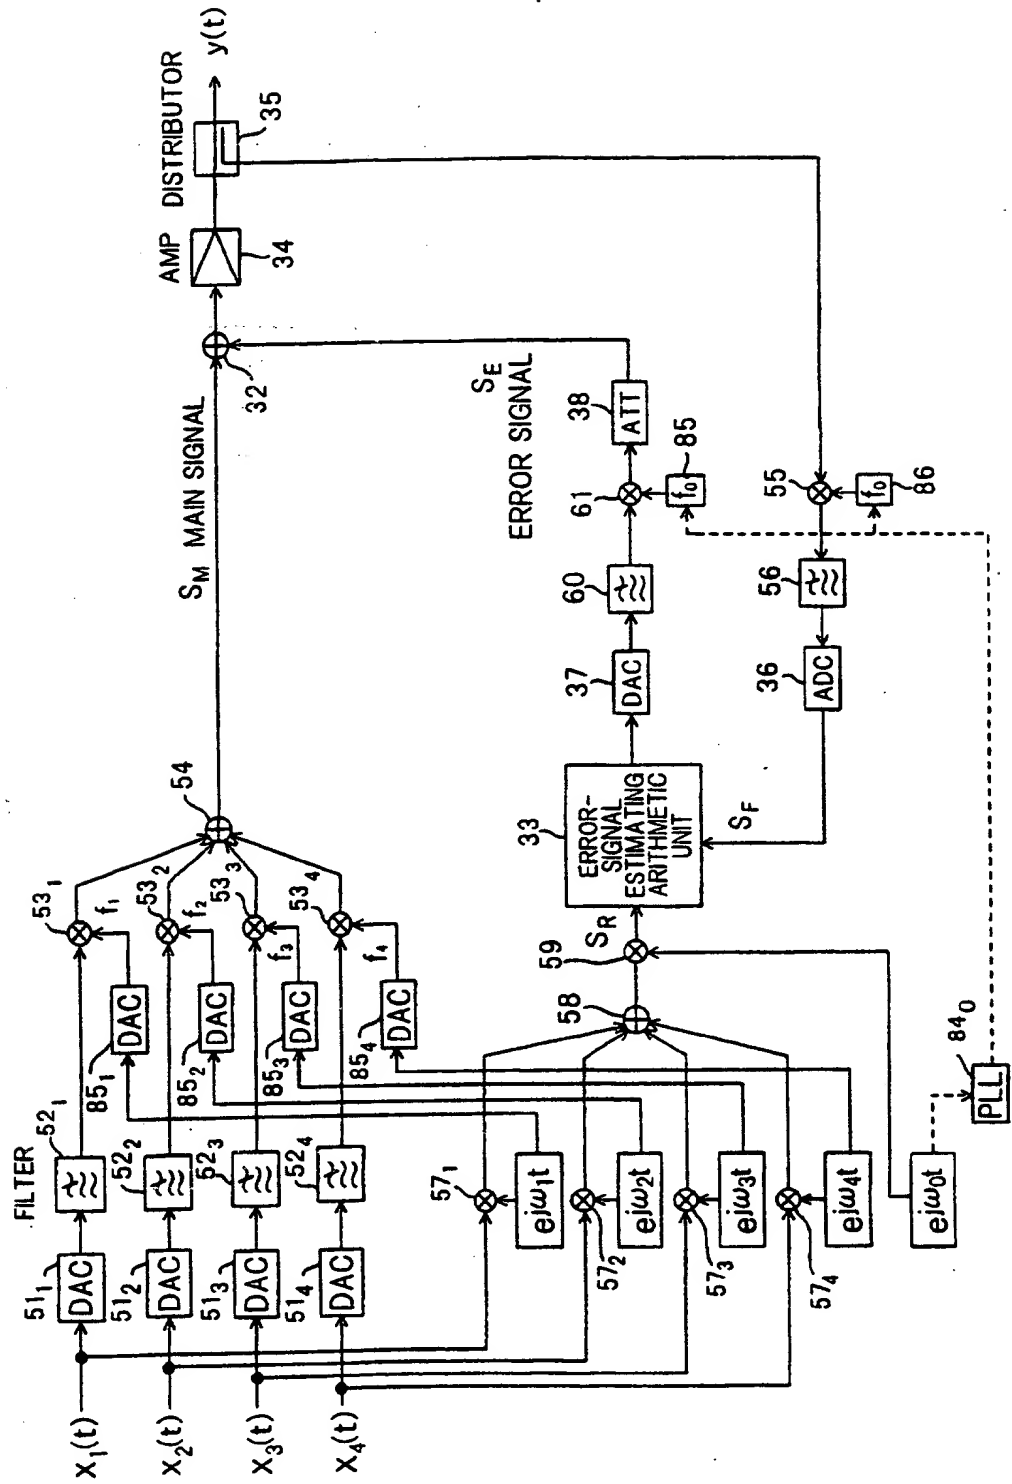 FILTER
X1(t)
51₁
DAC
52₁
85₁
DAC
53₁
f₁
X2(t)
51₂
DAC
52₂
85₂
DAC
53₂
f₂
X3(t)
51₃
DAC
52₃
85₃
DAC
53₃
f₃
X4(t)
51₄
DAC
52₄
85₄
DAC
53₄
f₄
54
SM MAIN SIGNAL
32
AMP
34
DISTRIBUTOR
35
y(t)
57₁
ejω1t
57₂
ejω2t
57₃
ejω3t
57₄
ejω4t
ejω0t
58
59
SR
33
ERROR-
SIGNAL
ESTIMATING
ARITHMETIC
UNIT
37
DAC
60
61
f₀
85
38
ATT
SE
ERROR SIGNAL
SF
36
ADC
56
55
f₀
86
84₀
PLL